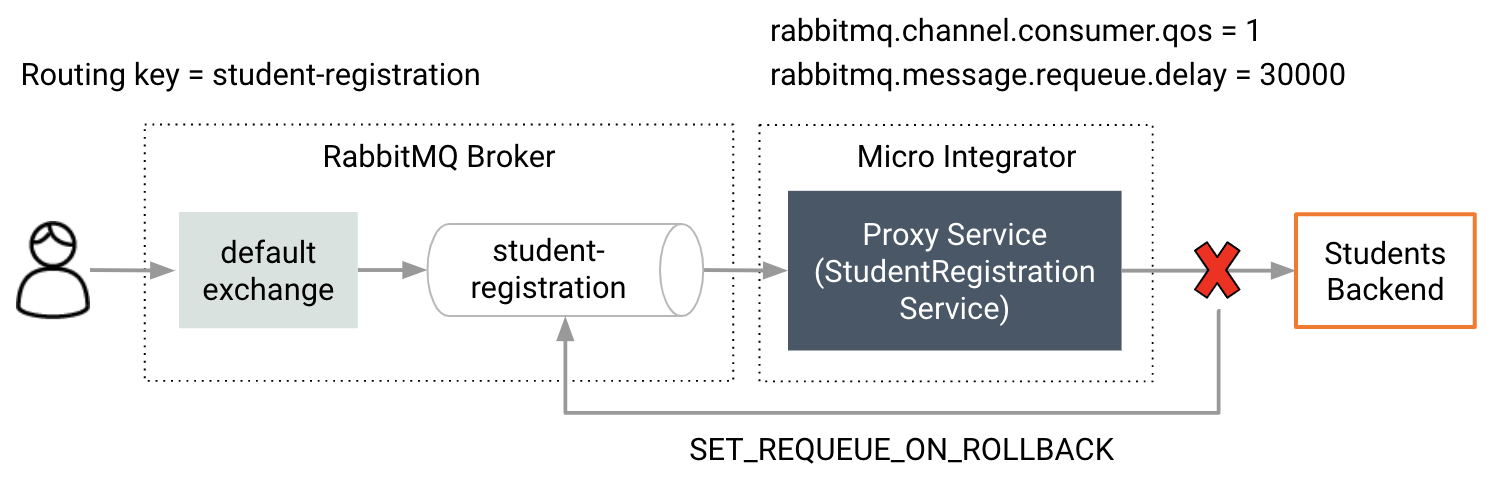 rabbitmq.channel.consumer.qos = 1
Routing key = student-registration
rabbitmq.message.requeue.delay = 30000
RabbitMQ Broker
Micro Integrator
default
exchange
student-
registration
Proxy Service
(StudentRegistration
Service)
Students
Backend
SET_REQUEUE_ON_ROLLBACK